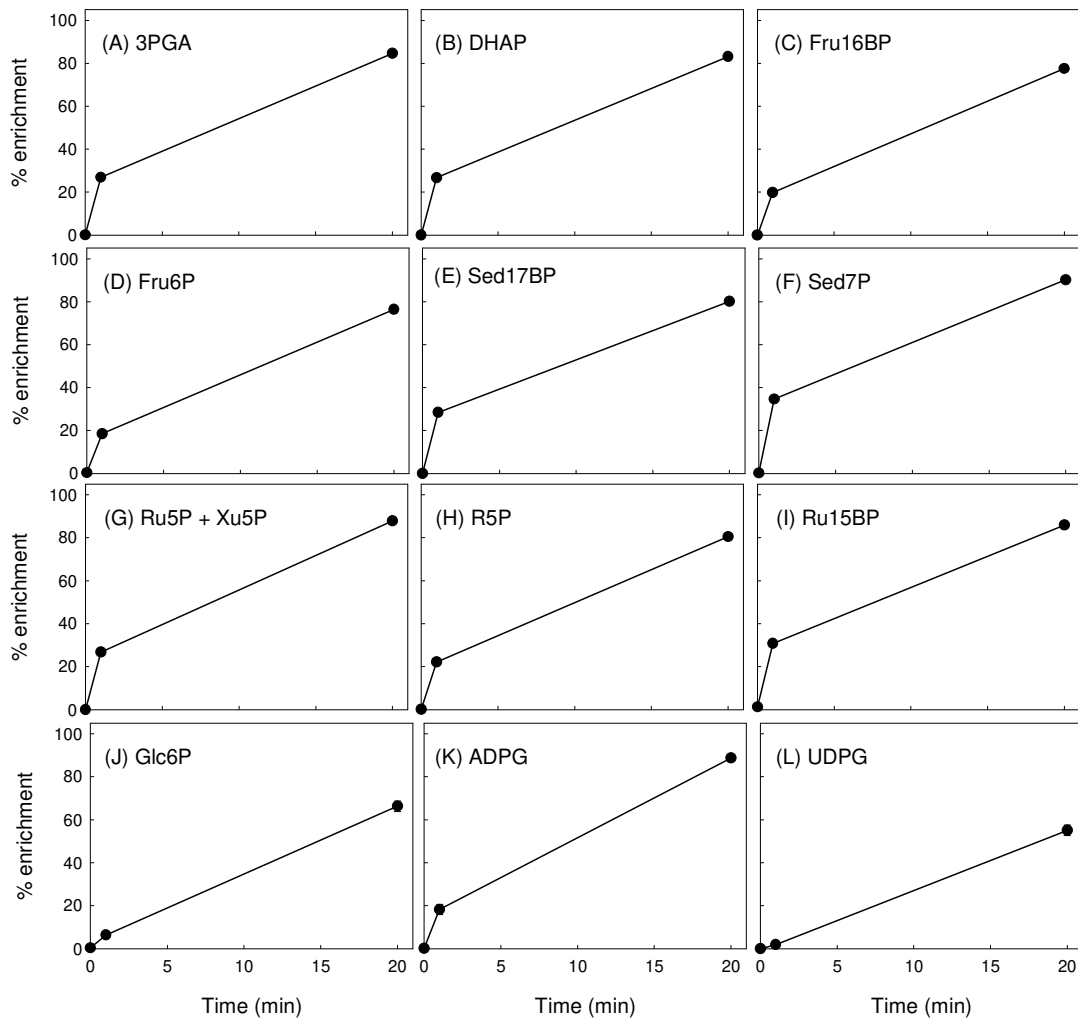 100
80
60
40
20
0
% enrichment
(A) 3PGA
(B) DHAP
(C) Fru16BP
100
80
60
40
20
0
% enrichment
(D) Fru6P
(E) Sed17BP
(F) Sed7P
100
80
60
40
20
0
% enrichment
(G) Ru5P + Xu5P
(H) R5P
(I) Ru15BP
100
80
60
40
20
0
% enrichment
(J) Glc6P
(K) ADPG
(L) UDPG
0 5 10 15 20
0 5 10 15 20
0 5 10 15 20
Time (min)
Time (min)
Time (min)